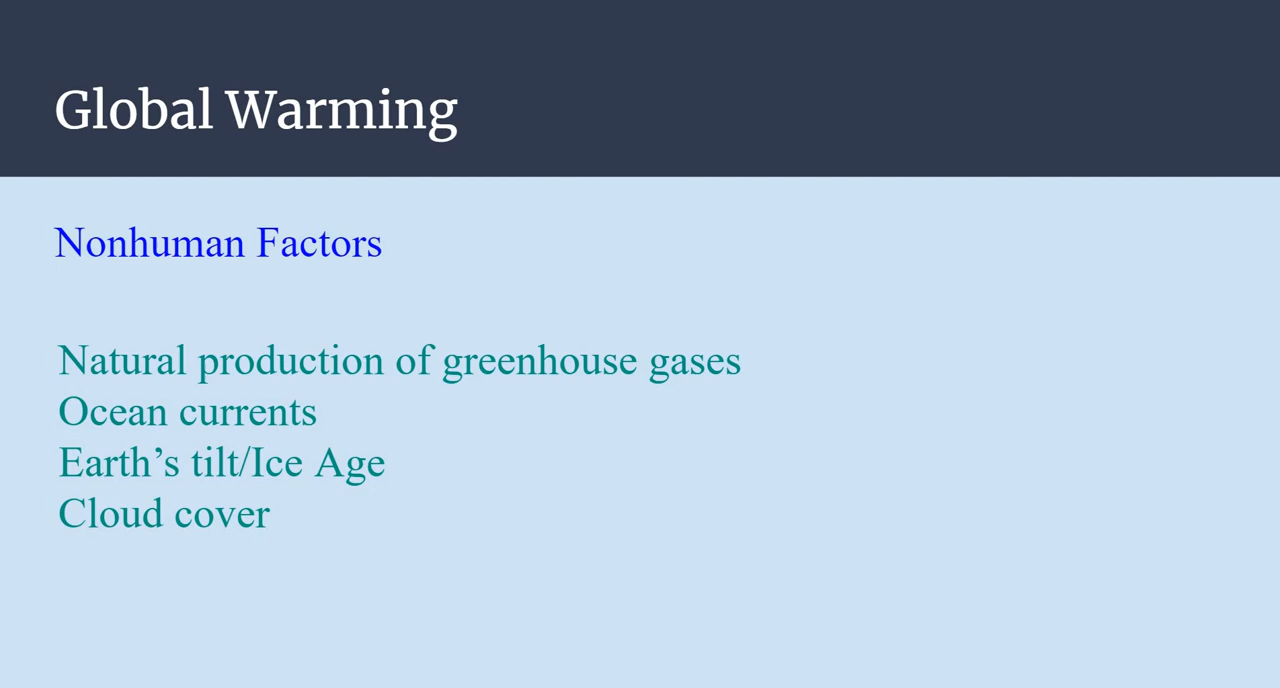 Global Warming
Nonhuman Factors
Natural production of greenhouse gases
Ocean currents
Earth’s tilt/Ice Age
Cloud cover